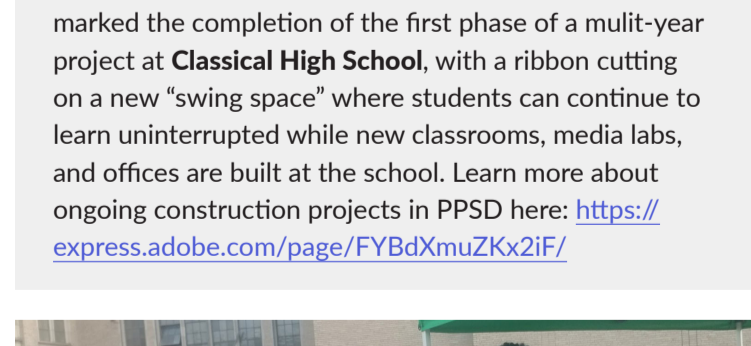 marked the completion of the first phase of a mulit-year
project at Classical High School, with a ribbon cutting
on a new “swing space” where students can continue to
learn uninterrupted while new classrooms, media labs,
and offices are built at the school. Learn more about
ongoing construction projects in PPSD here: https://
express.adobe.com/page/FYBdXmuZKx2iF/